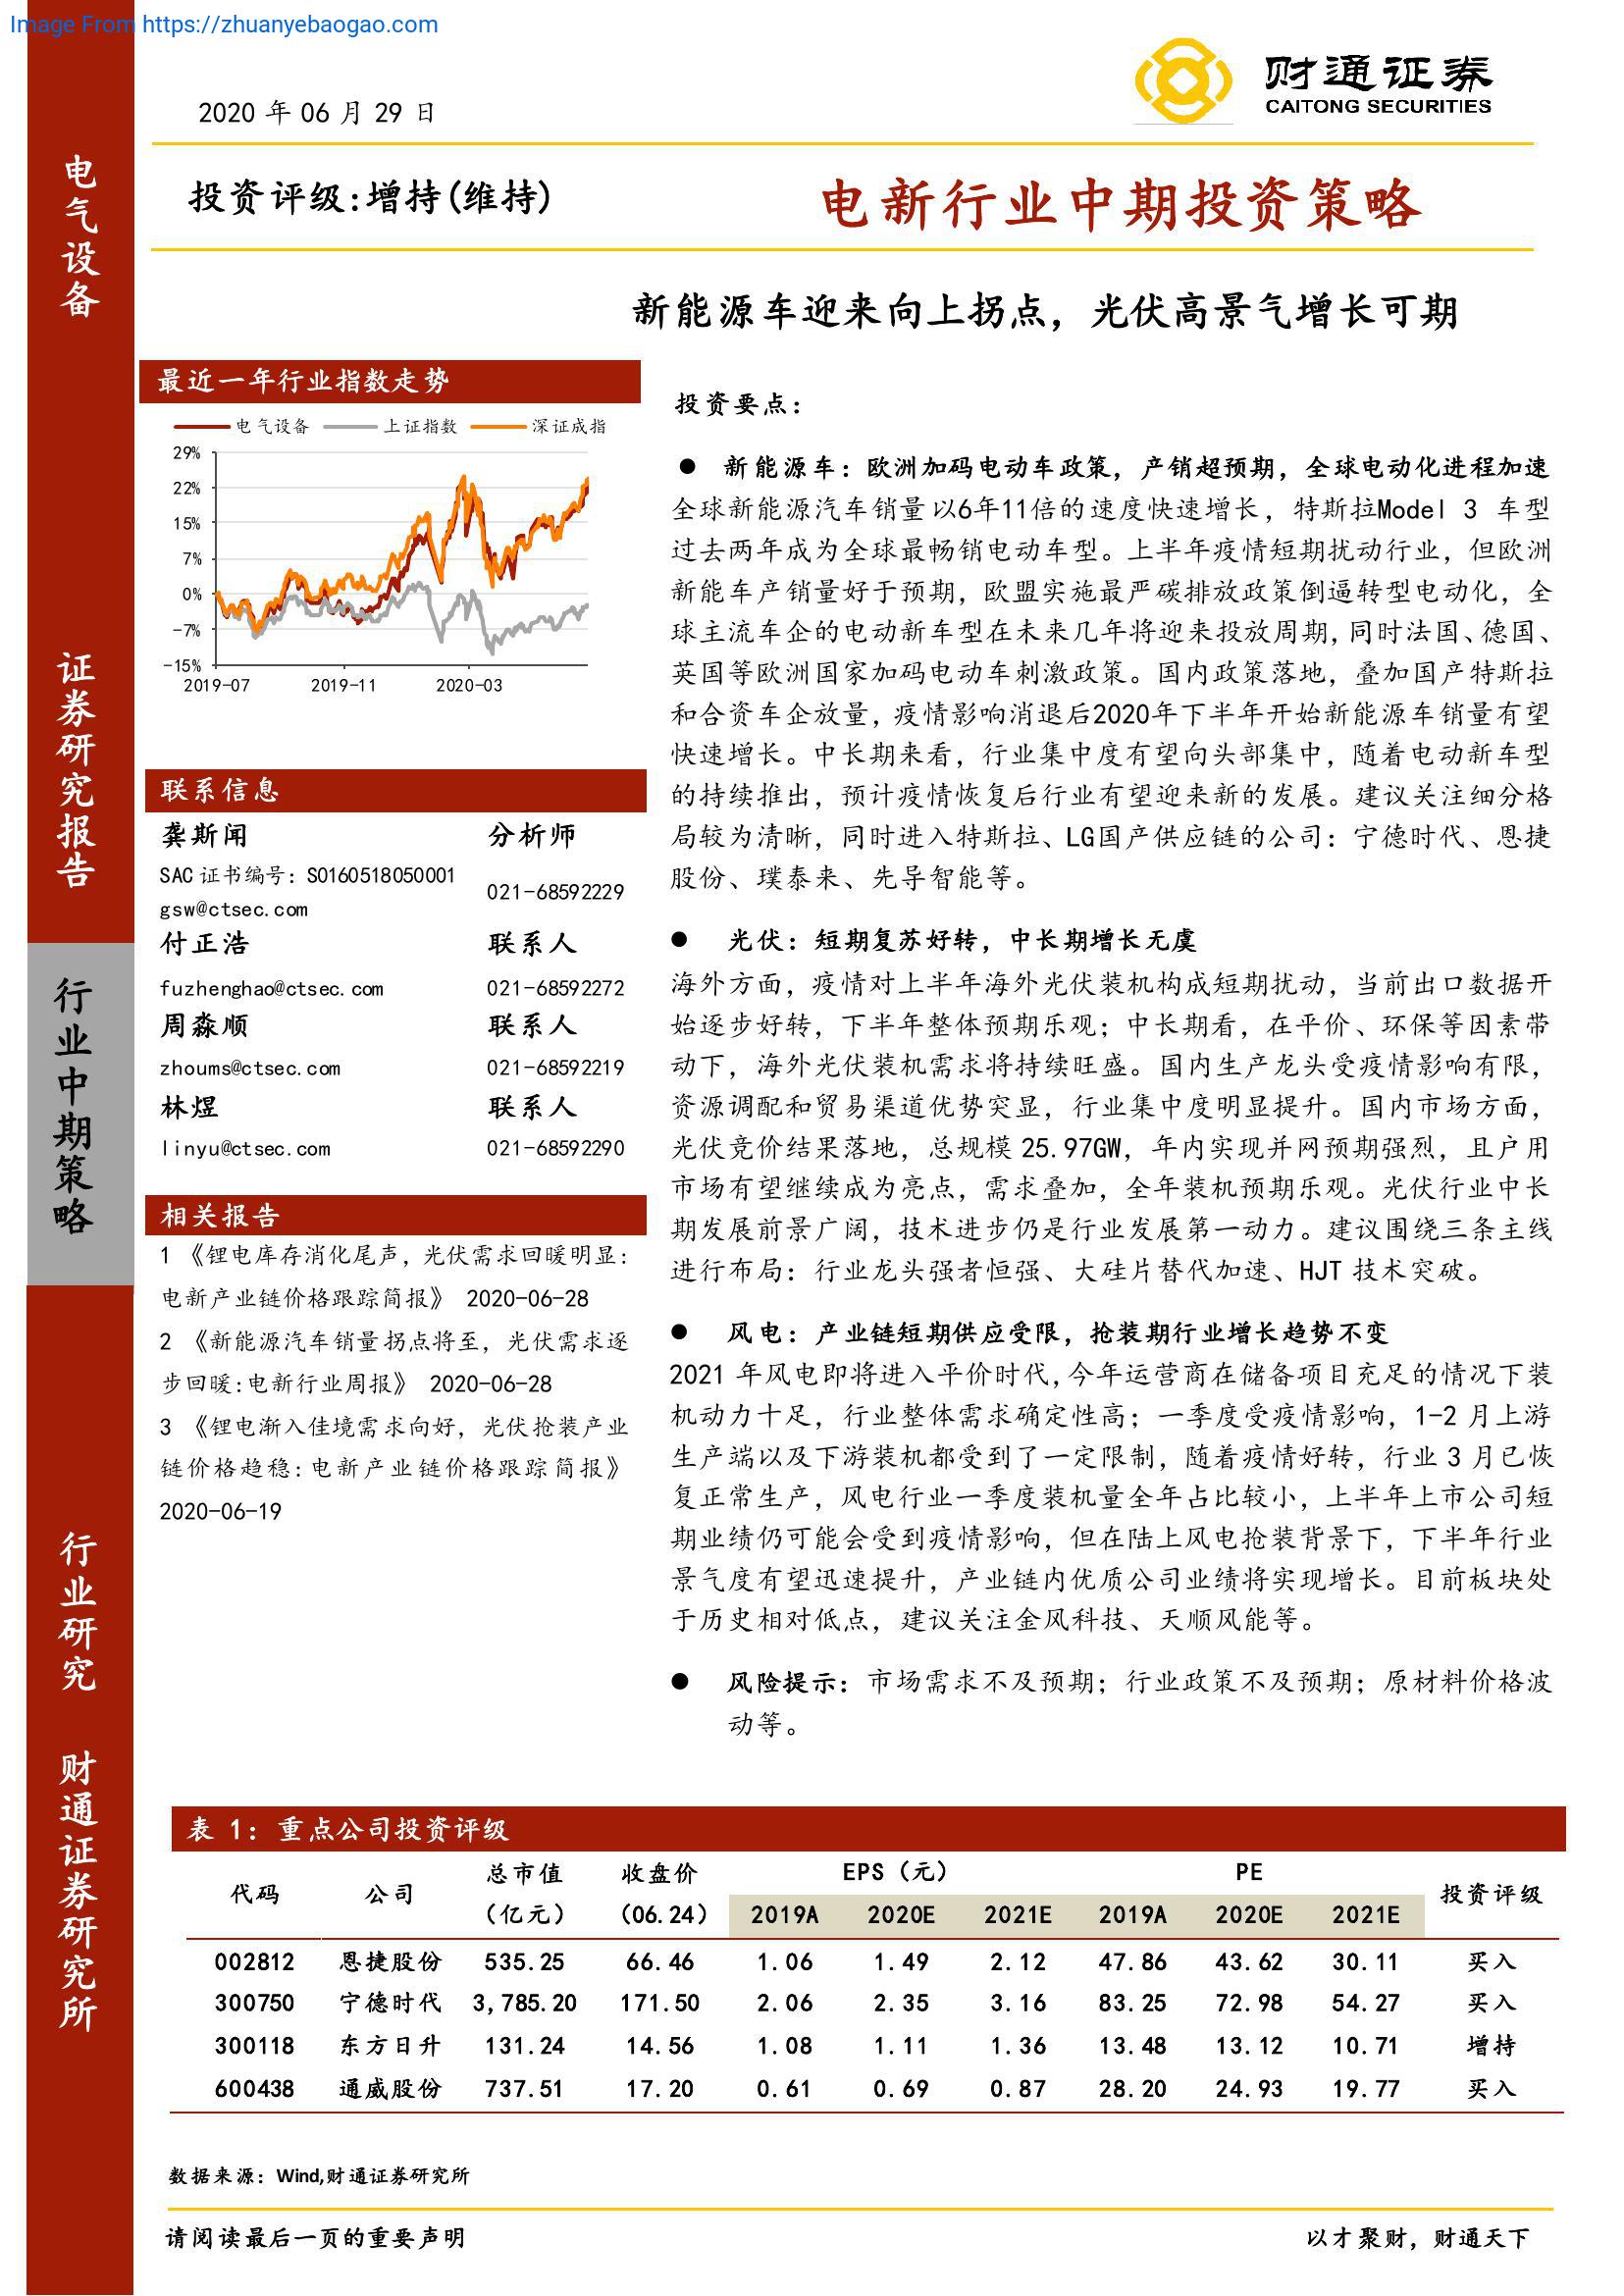 Image From https://zhuanyebaogao.com
财通证券
CAITONG SECURITIES
2020 年 06 月 29 日
电气设备
证券研究报告
行业中期策略
行业研究
财通证券研究所
投资评级:增持(维持)
电新行业中期投资策略
新能源车迎来向上拐点，光伏高景气增长可期
最近一年行业指数走势
电气设备 上证指数 深证成指
29%
22%
15%
7%
0%
-7%
-15%
2019-07 2019-11 2020-03
联系信息
龚斯闻 分析师
SAC 证书编号：S0160518050001
021-68592229
gsw@ctsec.com
付正浩 联系人
fuzhenghao@ctsec.com 021-68592272
周淼顺 联系人
zhoums@ctsec.com 021-68592219
林煜 联系人
linyu@ctsec.com 021-68592290
相关报告
1 《锂电库存消化尾声，光伏需求回暖明显:
电新产业链价格跟踪简报》 2020-06-28
2 《新能源汽车销量拐点将至，光伏需求逐
步回暖:电新行业周报》 2020-06-28
3 《锂电渐入佳境需求向好，光伏抢装产业
链价格趋稳:电新产业链价格跟踪简报》
2020-06-19
投资要点：
● 新能源车：欧洲加码电动车政策，产销超预期，全球电动化进程加速
全球新能源汽车销量以6年11倍的速度快速增长，特斯拉Model 3 车型
过去两年成为全球最畅销电动车型。上半年疫情短期扰动行业，但欧洲
新能车产销量好于预期，欧盟实施最严碳排放政策倒逼转型电动化，全
球主流车企的电动新车型在未来几年将迎来投放周期，同时法国、德国、
英国等欧洲国家加码电动车刺激政策。国内政策落地，叠加国产特斯拉
和合资车企放量，疫情影响消退后2020年下半年开始新能源车销量有望
快速增长。中长期来看，行业集中度有望向头部集中，随着电动新车型
的持续推出，预计疫情恢复后行业有望迎来新的发展。建议关注细分格
局较为清晰，同时进入特斯拉、LG国产供应链的公司：宁德时代、恩捷
股份、璞泰来、先导智能等。
● 光伏：短期复苏好转，中长期增长无虞
海外方面，疫情对上半年海外光伏装机构成短期扰动，当前出口数据开
始逐步好转，下半年整体预期乐观；中长期看，在平价、环保等因素带
动下，海外光伏装机需求将持续旺盛。国内生产龙头受疫情影响有限，
资源调配和贸易渠道优势突显，行业集中度明显提升。国内市场方面，
光伏竞价结果落地，总规模 25.97GW，年内实现并网预期强烈，且户用
市场有望继续成为亮点，需求叠加，全年装机预期乐观。光伏行业中长
期发展前景广阔，技术进步仍是行业发展第一动力。建议围绕三条主线
进行布局：行业龙头强者恒强、大硅片替代加速、HJT 技术突破。
● 风电：产业链短期供应受限，抢装期行业增长趋势不变
2021 年风电即将进入平价时代,今年运营商在储备项目充足的情况下装
机动力十足，行业整体需求确定性高；一季度受疫情影响，1-2 月上游
生产端以及下游装机都受到了一定限制，随着疫情好转，行业 3 月已恢
复正常生产，风电行业一季度装机量全年占比较小，上半年上市公司短
期业绩仍可能会受到疫情影响，但在陆上风电抢装背景下，下半年行业
景气度有望迅速提升，产业链内优质公司业绩将实现增长。目前板块处
于历史相对低点，建议关注金风科技、天顺风能等。
● 风险提示：市场需求不及预期；行业政策不及预期；原材料价格波
动等。
表 1：重点公司投资评级
代码 公司 总市值（亿元） 收盘价（06.24） EPS（元） PE 投资评级
2019A 2020E 2021E 2019A 2020E 2021E
002812 恩捷股份 535.25 66.46 1.06 1.49 2.12 47.86 43.62 30.11 买入
300750 宁德时代 3,785.20 171.50 2.06 2.35 3.16 83.25 72.98 54.27 买入
300118 东方日升 131.24 14.56 1.08 1.11 1.36 13.48 13.12 10.71 增持
600438 通威股份 737.51 17.20 0.61 0.69 0.87 28.20 24.93 19.77 买入
数据来源：Wind,财通证券研究所
请阅读最后一页的重要声明
以才聚财，财通天下